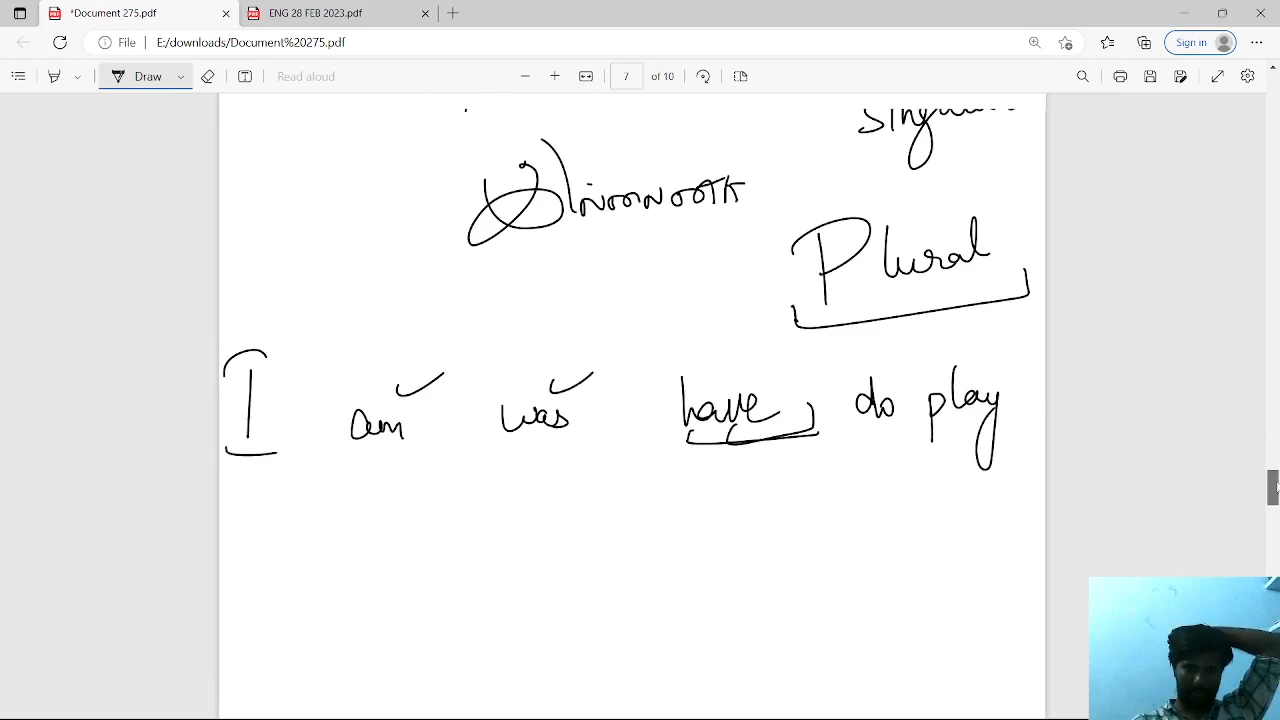 *Document 275.pdf
ENG 28 FEB 2023.pdf
File E:/downloads/Document%20275.pdf
Sign in
Draw
Read aloud
7 of 10
Plural
I am was have do play